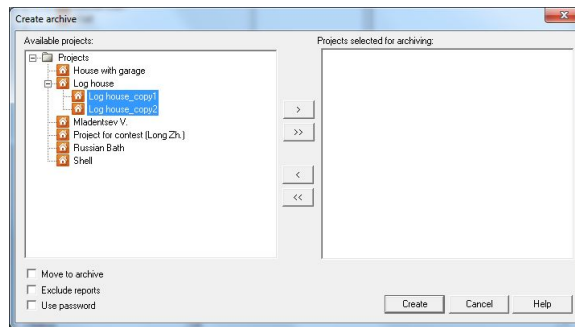 Create archive
Available projects:
Projects selected for archiving:
Projects
House with garage
Log house
Log house_copy1
Log house_copy2
Mladentsev V.
Project for contest (Long Zh.)
Russian Bath
Shell
>
>>
<
<<
Move to archive
Exclude reports
Use password
Create Cancel Help